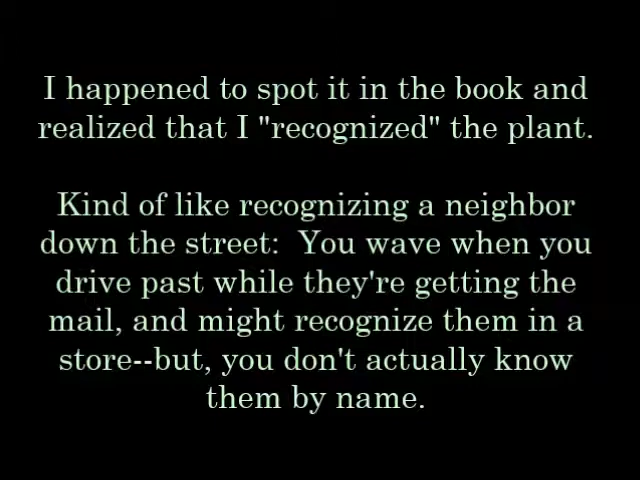 I happened to spot it in the book and
realized that I "recognized" the plant.
Kind of like recognizing a neighbor
down the street:  You wave when you
drive past while they're getting the
mail, and might recognize them in a
store--but, you don't actually know
them by name.